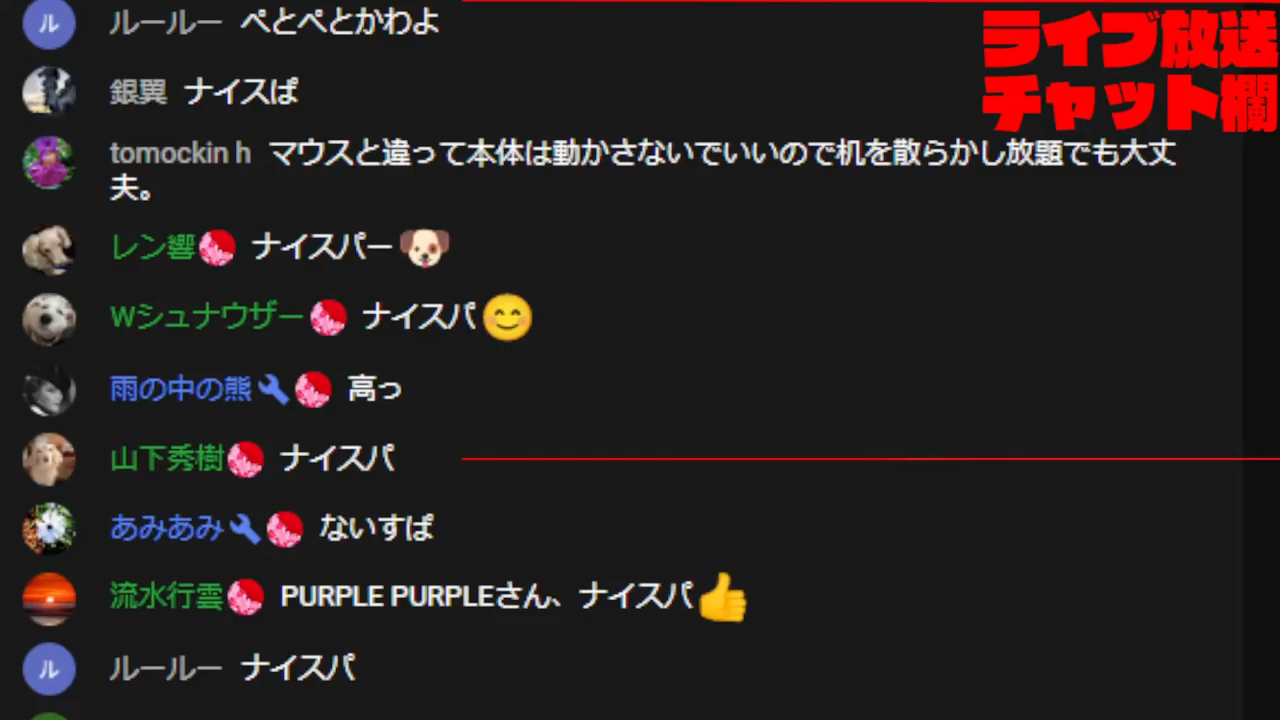 ルールー ぺとぺとかわよ
ライブ放送
チャット欄
銀翼 ナイスぱ
tomockin h マウスと違って本体は動かさないでいいので机を散らかし放題でも大丈
夫。
レン響 ナイスパー🐶
Wシュナウザー ナイスパ😊
雨の中の熊 高っ
山下秀樹 ナイスパ
あみあみ ないすぱ
流水行雲 PURPLE PURPLEさん、ナイスパ👍
ル ルールー ナイスパ